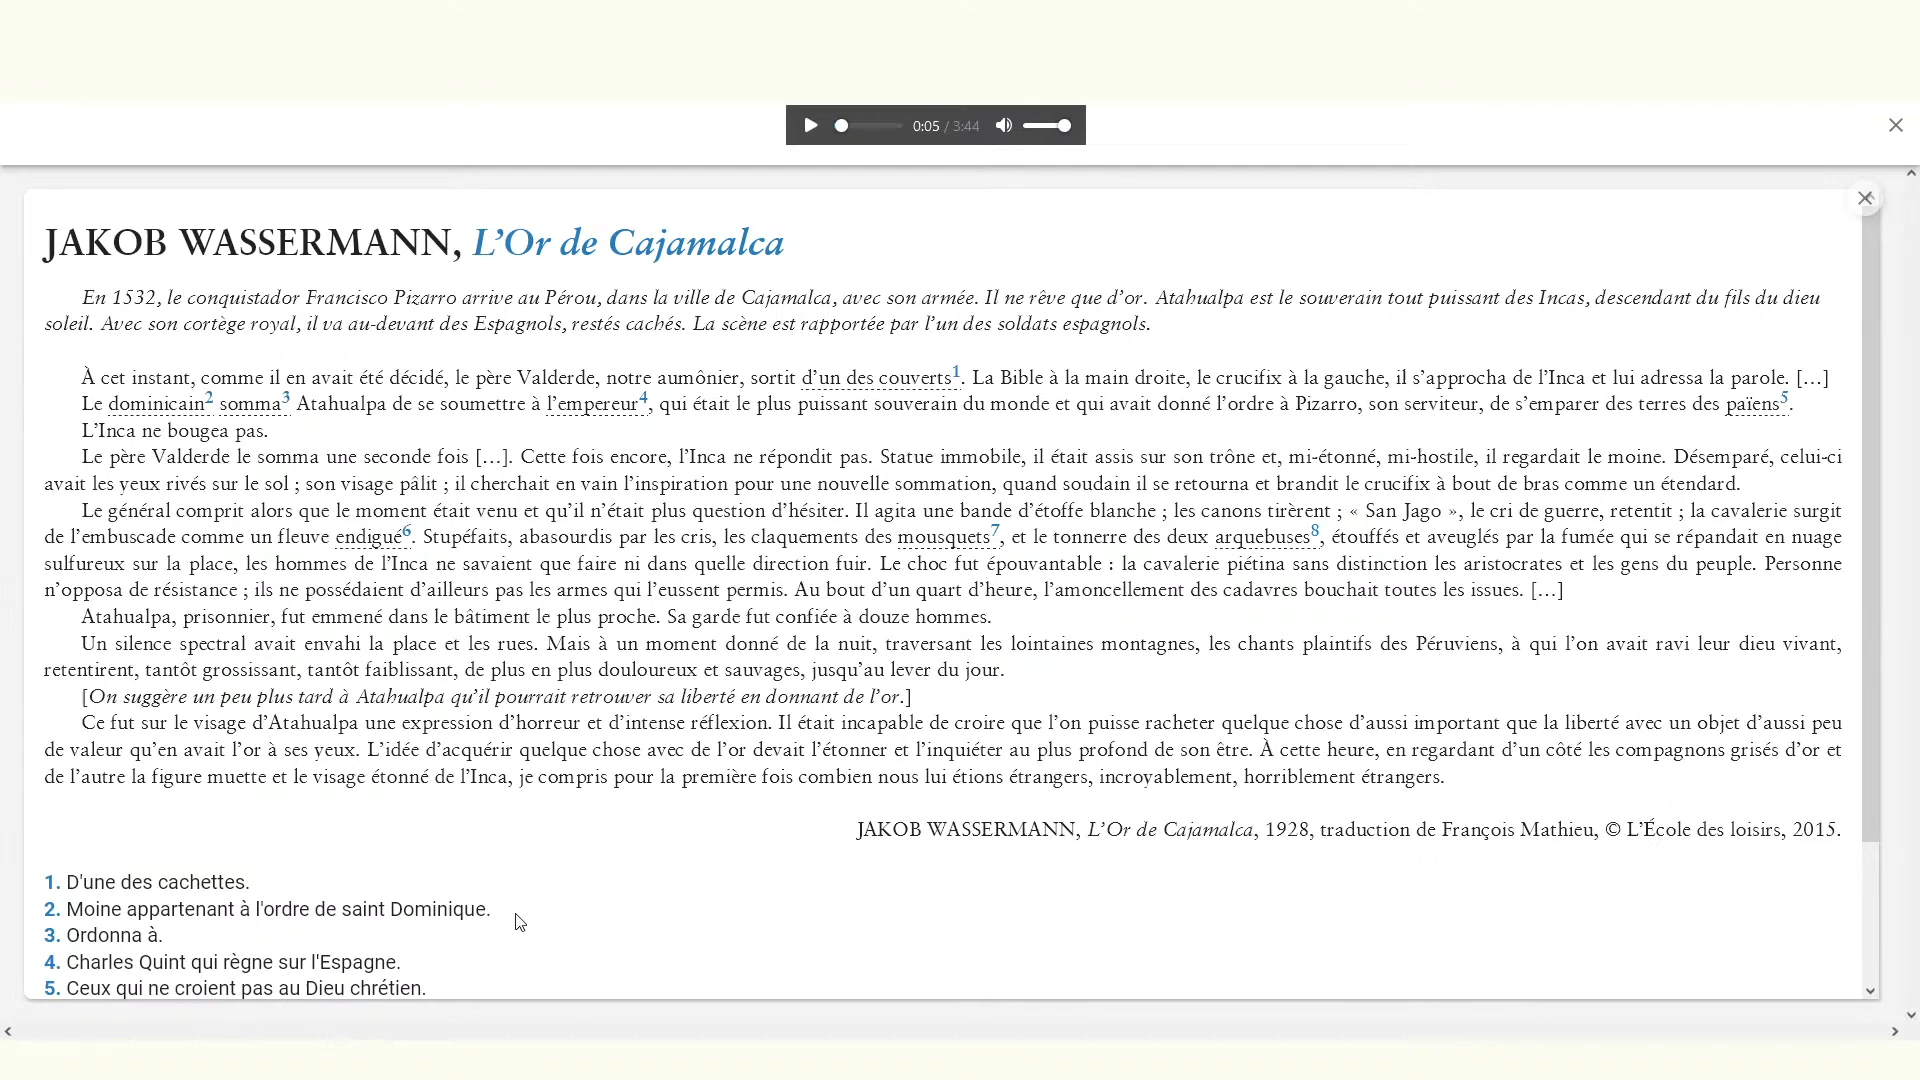 0:05 / 3:44
JAKOB WASSERMANN, L’Or de Cajamalca
En 1532, le conquistador Francisco Pizarro arrive au Pérou, dans la ville de Cajamalca, avec son armée. Il ne rêve que d’or. Atahualpa est le souverain tout puissant des Incas, descendant du fils du dieu
soleil. Avec son cortège royal, il va au-devant des Espagnols, restés cachés. La scène est rapportée par l’un des soldats espagnols.
À cet instant, comme il en avait été décidé, le père Valderde, notre aumônier, sortit d’un des couverts1. La Bible à la main droite, le crucifix à la gauche, il s’approcha de l’Inca et lui adressa la parole. […]
Le dominicain2 somma3 Atahualpa de se soumettre à l’empereur4, qui était le plus puissant souverain du monde et qui avait donné l’ordre à Pizarro, son serviteur, de s’emparer des terres des païens5.
L’Inca ne bougea pas.
Le père Valderde le somma une seconde fois […]. Cette fois encore, l’Inca ne répondit pas. Statue immobile, il était assis sur son trône et, mi-étonné, mi-hostile, il regardait le moine. Désemparé, celui-ci
avait les yeux rivés sur le sol ; son visage pâlit ; il cherchait en vain l’inspiration pour une nouvelle sommation, quand soudain il se retourna et brandit le crucifix à bout de bras comme un étendard.
Le général comprit alors que le moment était venu et qu’il n’était plus question d’hésiter. Il agita une bande d’étoffe blanche ; les canons tirèrent ; « San Jago », le cri de guerre, retentit ; la cavalerie surgit
de l’embuscade comme un fleuve endigué6. Stupéfaits, abasourdis par les cris, les claquements des mousquets7, et le tonnerre des deux arquebuses8, étouffés et aveuglés par la fumée qui se répandait en nuage
sulfureux sur la place, les hommes de l’Inca ne savaient que faire ni dans quelle direction fuir. Le choc fut épouvantable : la cavalerie piétina sans distinction les aristocrates et les gens du peuple. Personne
n’opposa de résistance ; ils ne possédaient d’ailleurs pas les armes qui l’eussent permis. Au bout d’un quart d’heure, l’amoncellement des cadavres bouchait toutes les issues. […]
Atahualpa, prisonnier, fut emmené dans le bâtiment le plus proche. Sa garde fut confiée à douze hommes.
Un silence spectral avait envahi la place et les rues. Mais à un moment donné de la nuit, traversant les lointaines montagnes, les chants plaintifs des Péruviens, à qui l’on avait ravi leur dieu vivant,
retentirent, tantôt grossissant, tantôt faiblissant, de plus en plus douloureux et sauvages, jusqu’au lever du jour.
[On suggère un peu plus tard à Atahualpa qu’il pourrait retrouver sa liberté en donnant de l’or.]
Ce fut sur le visage d’Atahualpa une expression d’horreur et d’intense réflexion. Il était incapable de croire que l’on puisse racheter quelque chose d’aussi important que la liberté avec un objet d’aussi peu
de valeur qu’en avait l’or à ses yeux. L’idée d’acquérir quelque chose avec de l’or devait l’étonner et l’inquiéter au plus profond de son être. À cette heure, en regardant d’un côté les compagnons grisés d’or et
de l’autre la figure muette et le visage étonné de l’Inca, je compris pour la première fois combien nous lui étions étrangers, incroyablement, horriblement étrangers.
JAKOB WASSERMANN, L’Or de Cajamalca, 1928, traduction de François Mathieu, © L’École des loisirs, 2015.
1. D'une des cachettes.
2. Moine appartenant à l'ordre de saint Dominique.
3. Ordonna à.
4. Charles Quint qui règne sur l'Espagne.
5. Ceux qui ne croient pas au Dieu chrétien.